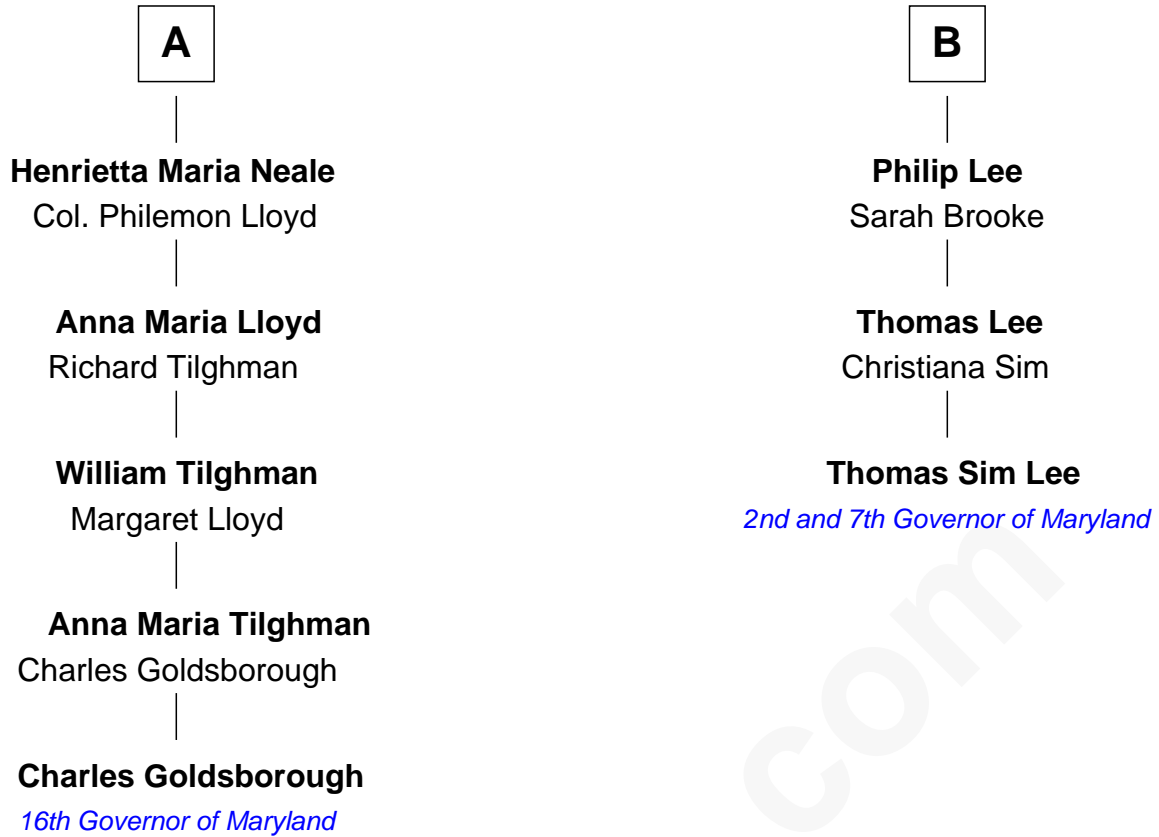 A
Henrietta Maria Neale
Col. Philemon Lloyd
Anna Maria Lloyd
Richard Tilghman
William Tilghman
Margaret Lloyd
Anna Maria Tilghman
Charles Goldsborough
Charles Goldsborough
16th Governor of Maryland
B
Philip Lee
Sarah Brooke
Thomas Lee
Christiana Sim
Thomas Sim Lee
2nd and 7th Governor of Maryland
com